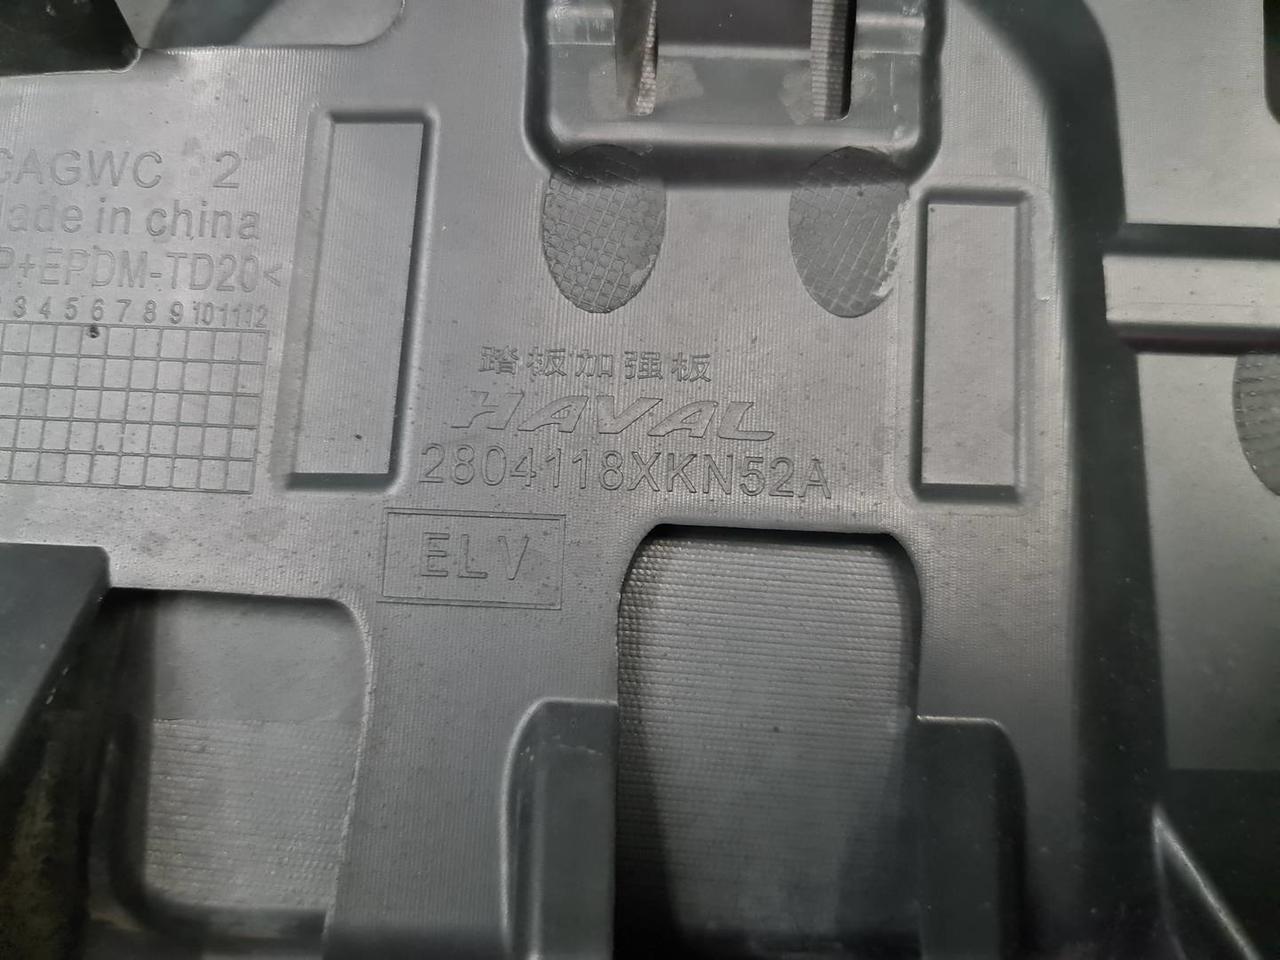 CAGWC 2
Made in china
P+EPDM-TD20<
3 4 5 6 7 8 9 10 11 12
踏板加强板
HAVAL
2804118XKN52A
ELV